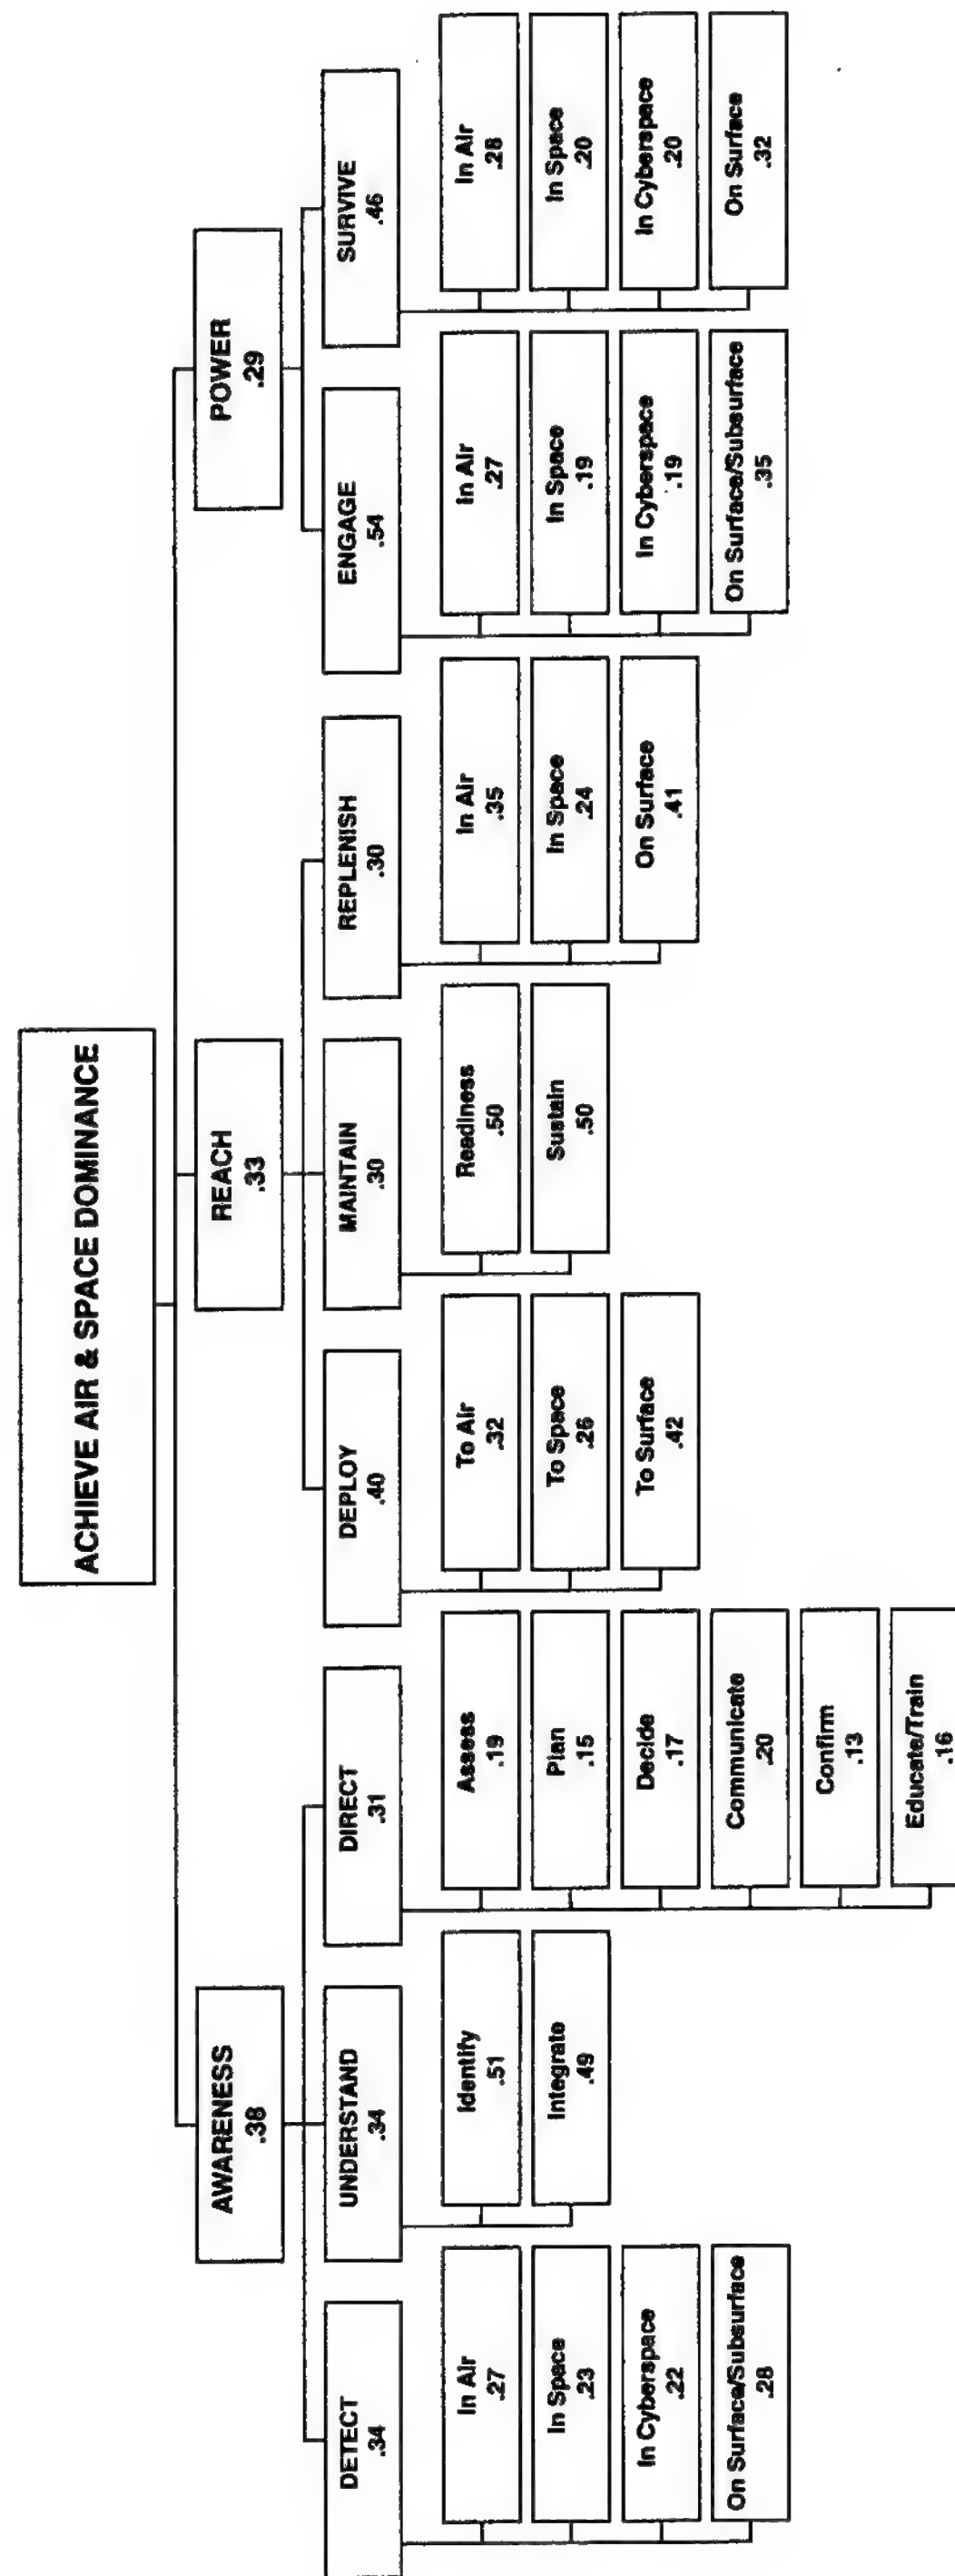 ACHIEVE AIR & SPACE DOMINANCE
AWARENESS
.38
REACH
.33
POWER
.29
DETECT
.34
UNDERSTAND
.34
DIRECT
.31
DEPLOY
.40
MAINTAIN
.30
REPLENISH
.30
ENGAGE
.54
SURVIVE
.46
In Air
.27
In Space
.23
In Cyberspace
.22
On Surface/Subsurface
.28
Identify
.51
Integrate
.49
Assess
.19
Plan
.15
Decide
.17
Communicate
.20
Confirm
.13
Educate/Train
.16
To Air
.32
To Space
.26
To Surface
.42
Readiness
.50
Sustain
.50
In Air
.35
In Space
.24
On Surface
.41
In Air
.27
In Space
.19
In Cyberspace
.19
On Surface/Subsurface
.35
In Air
.28
In Space
.20
In Cyberspace
.20
On Surface
.32